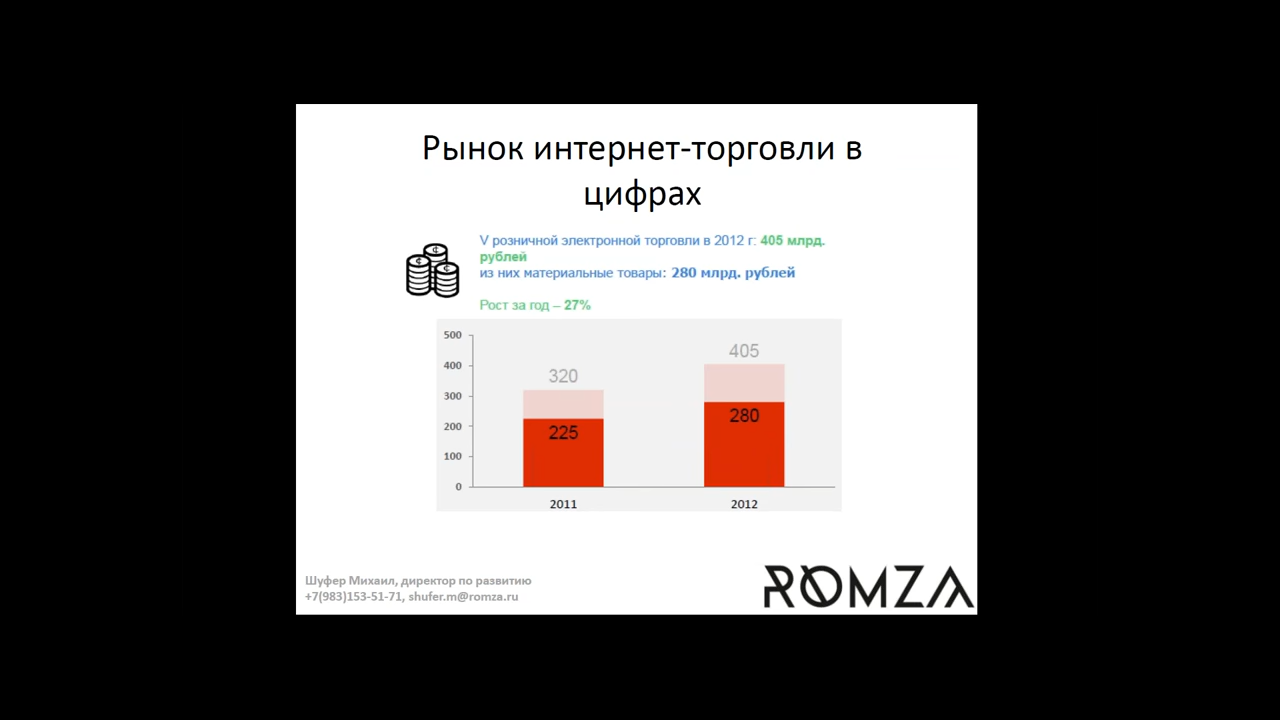 Рынок интернет-торговли в
цифрах
V розничной электронной торговли в 2012 г: 405 млрд.
рублей
из них материальные товары: 280 млрд. рублей
Рост за год – 27%
500
400
300
200
100
0
320
225
405
280
2011
2012
Шуфер Михаил, директор по развитию
+7(983)153-51-71, shufer.m@romza.ru
ROMZA